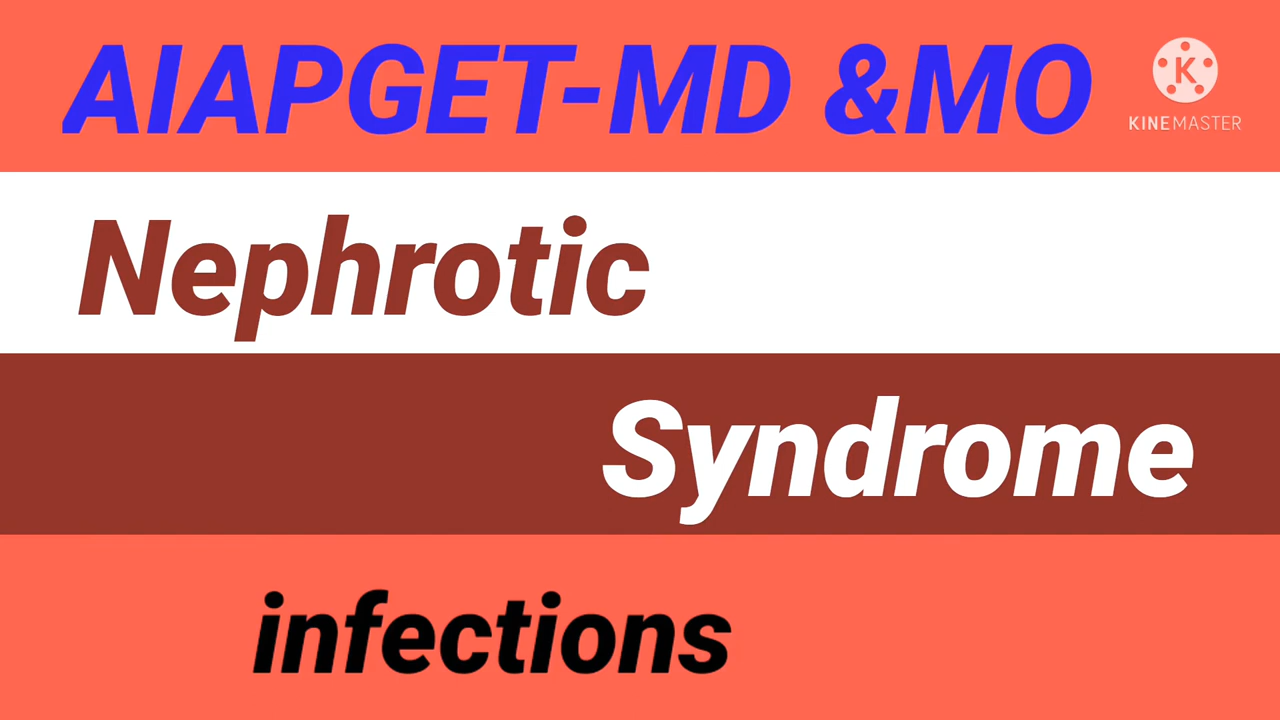 AIAPGET-MD &MO
K
KINEMASTER
Nephrotic
Syndrome
infections